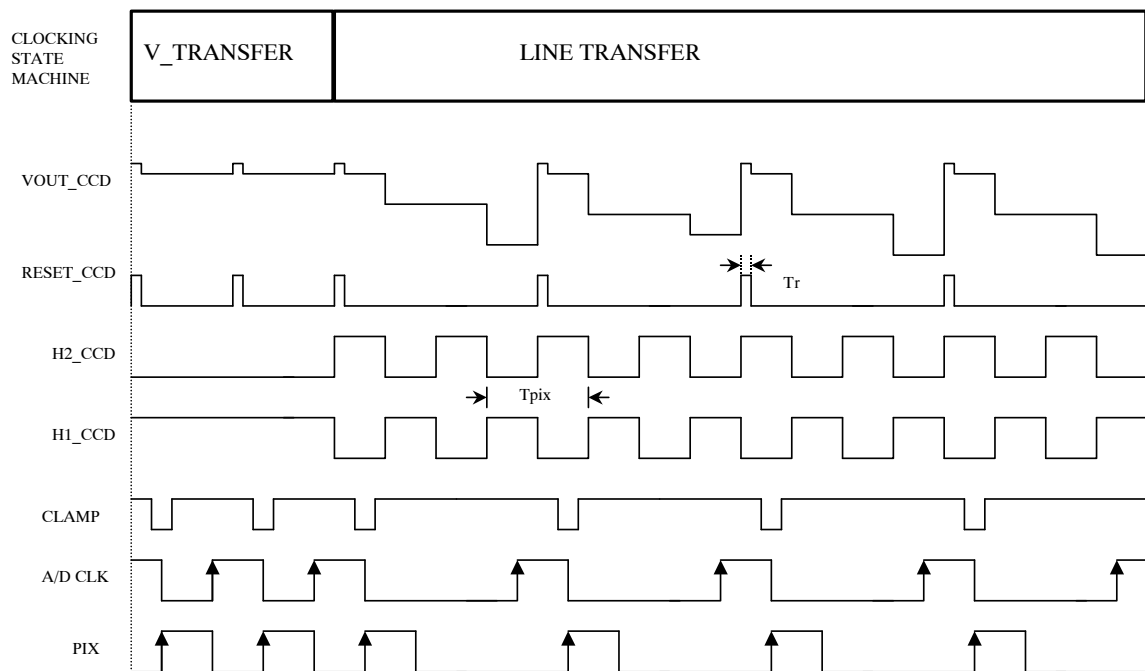 CLOCKING
STATE
MACHINE
V_TRANSFER
LINE TRANSFER
VOUT_CCD
RESET_CCD
Tr
H2_CCD
Tpix
H1_CCD
CLAMP
A/D CLK
PIX